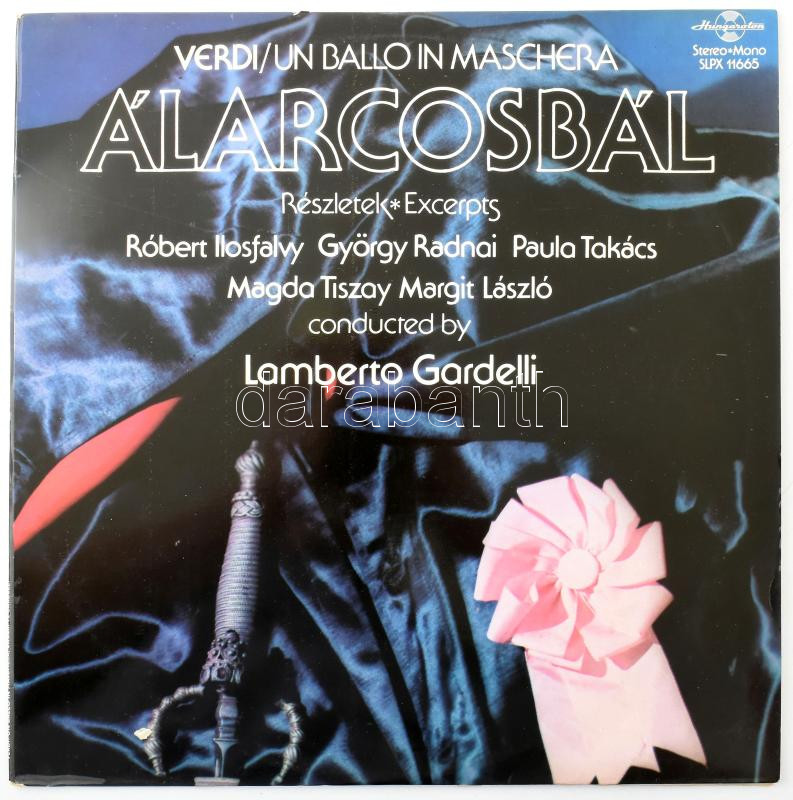 Hungaroton
Stereo*Mono
SLPX 11665
VERDI/UN BALLO IN MASCHERA
ÁLARCOSBÁL
Részletek*Excerpts
Róbert Ilosfalvy György Radnai Paula Takács
Magda Tiszay Margit László
conducted by
Lamberto Gardelli
darabanth